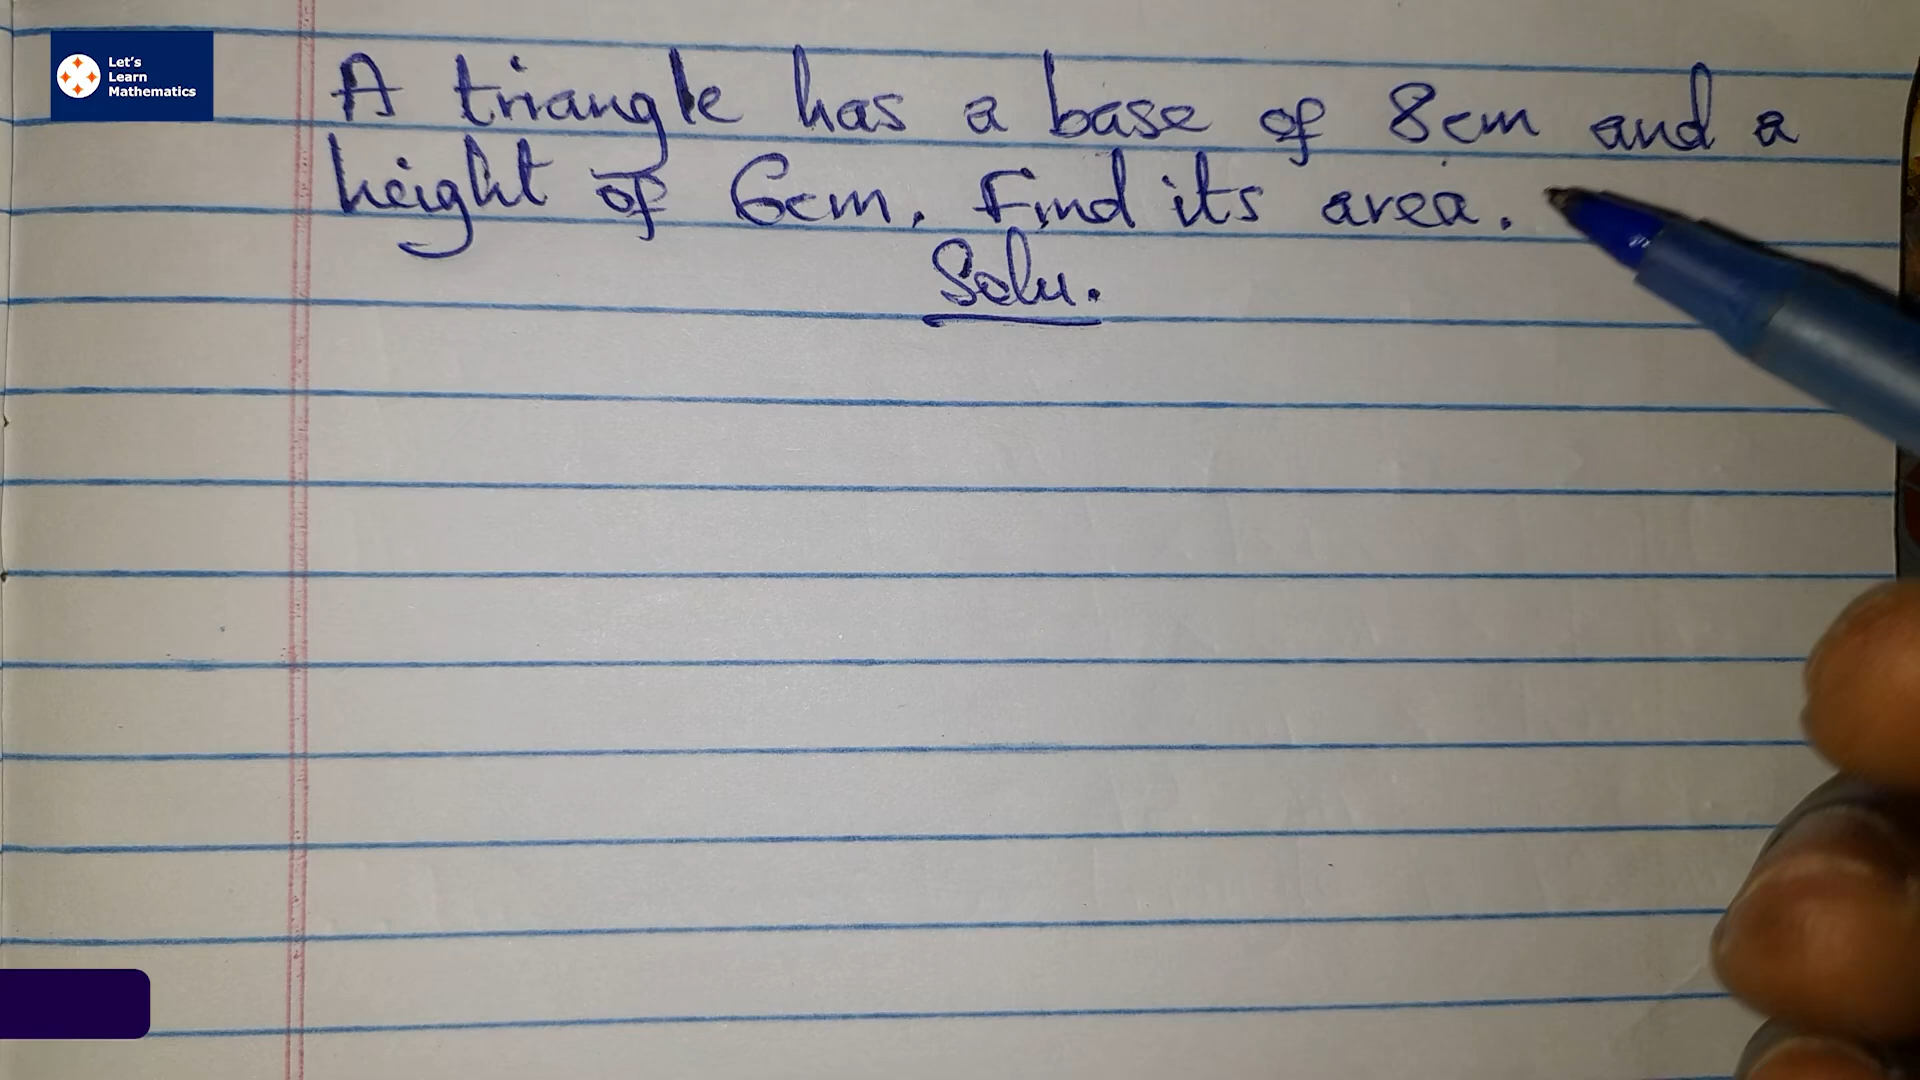 Let's
Learn
Mathematics
A triangle has a base of 8cm and a
height of 6cm. Find its area.
Solu.